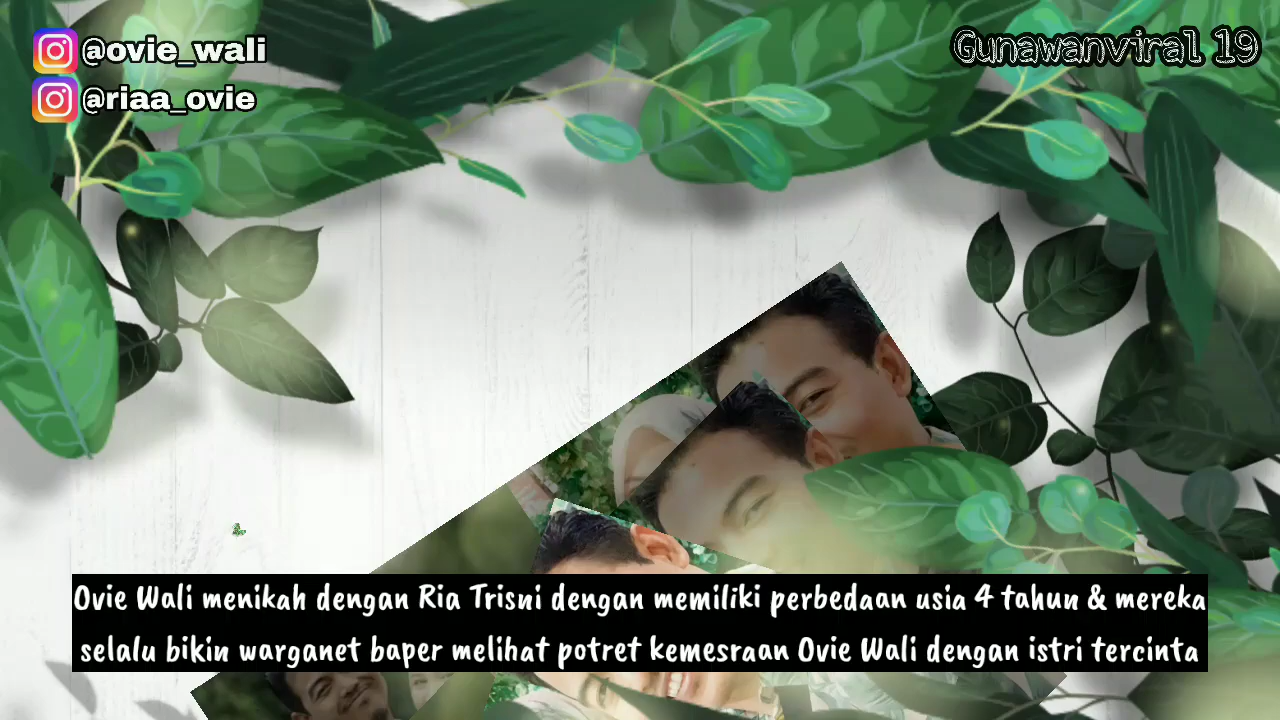 @ovie_wali
@riaa_ovie
Gunawanviral 19
Ovie Wali menikah dengan Ria Trisni dengan memiliki perbedaan usia 4 tahun & mereka
selalu bikin warganet baper melihat potret kemesraan Ovie Wali dengan istri tercinta